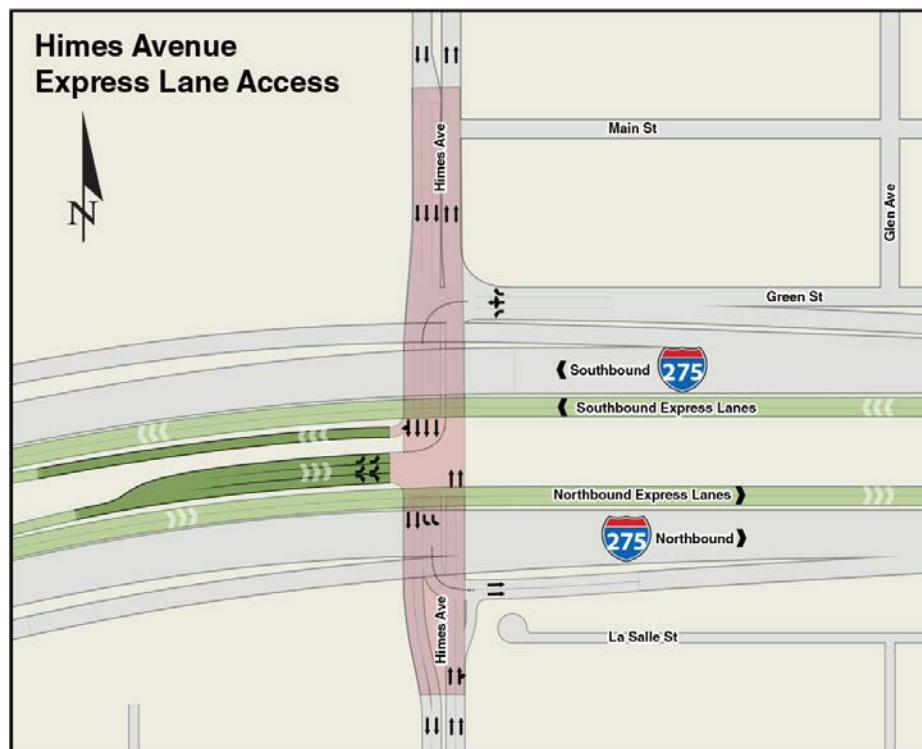 Himes Avenue
Express Lane Access
N
Himes Ave
Main St
Glen Ave
Green St
Southbound
275
Southbound Express Lanes
Northbound Express Lanes
275
Northbound
Himes Ave
La Salle St